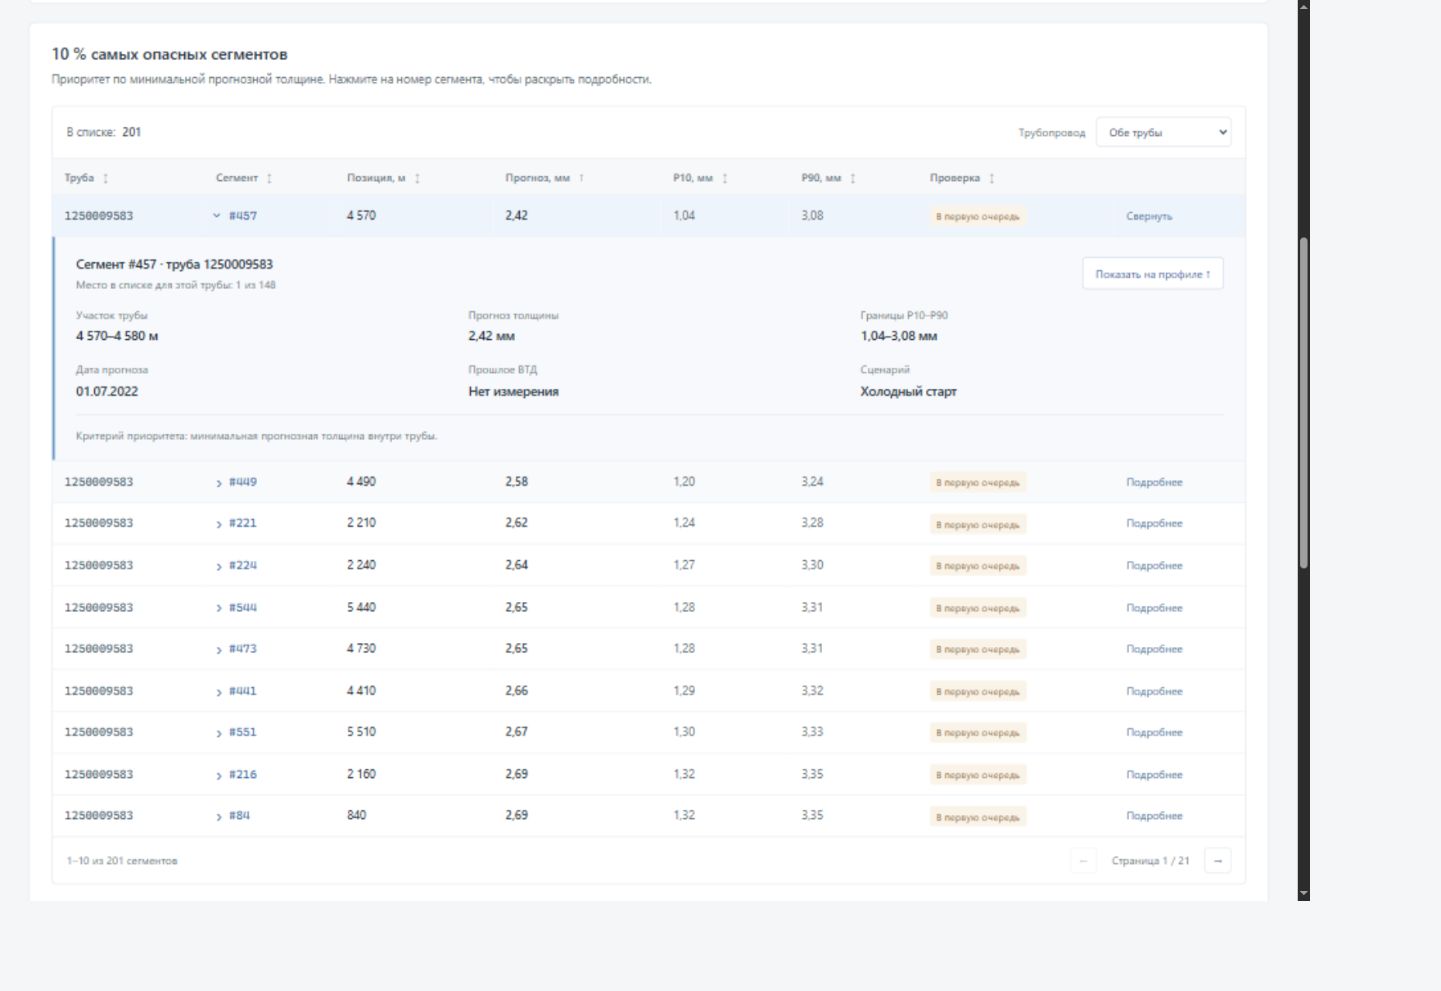 10 % самых опасных сегментов
Приоритет по минимальной прогнозной толщине. Нажмите на номер сегмента, чтобы раскрыть подробности.
В списке: 201 Трубопровод Обе трубы
Труба ↕ Сегмент ↕ Позиция, м ↕ Прогноз, мм ↑ P10, мм ↕ P90, мм ↕ Проверка ↕
1250009583 #457 4 570 2,42 1,04 3,08 В первую очередь Свернуть
Сегмент #457 · труба 1250009583
Место в списке для этой трубы: 1 из 148
Показать на профиле ↑
Участок трубы Прогноз толщины Границы P10–P90
4 570–4 580 м 2,42 мм 1,04–3,08 мм
Дата прогноза Прошлое ВТД Сценарий
01.07.2022 Нет измерения Холодный старт
Критерий приоритета: минимальная прогнозная толщина внутри трубы.
1250009583 › #449 4 490 2,58 1,20 3,24 В первую очередь Подробнее
1250009583 › #221 2 210 2,62 1,24 3,28 В первую очередь Подробнее
1250009583 › #224 2 240 2,64 1,27 3,30 В первую очередь Подробнее
1250009583 › #544 5 440 2,65 1,28 3,31 В первую очередь Подробнее
1250009583 › #473 4 730 2,65 1,28 3,31 В первую очередь Подробнее
1250009583 › #441 4 410 2,66 1,29 3,32 В первую очередь Подробнее
1250009583 › #551 5 510 2,67 1,30 3,33 В первую очередь Подробнее
1250009583 › #216 2 160 2,69 1,32 3,35 В первую очередь Подробнее
1250009583 › #84 840 2,69 1,32 3,35 В первую очередь Подробнее
1–10 из 201 сегментов ← Страница 1 / 21 →